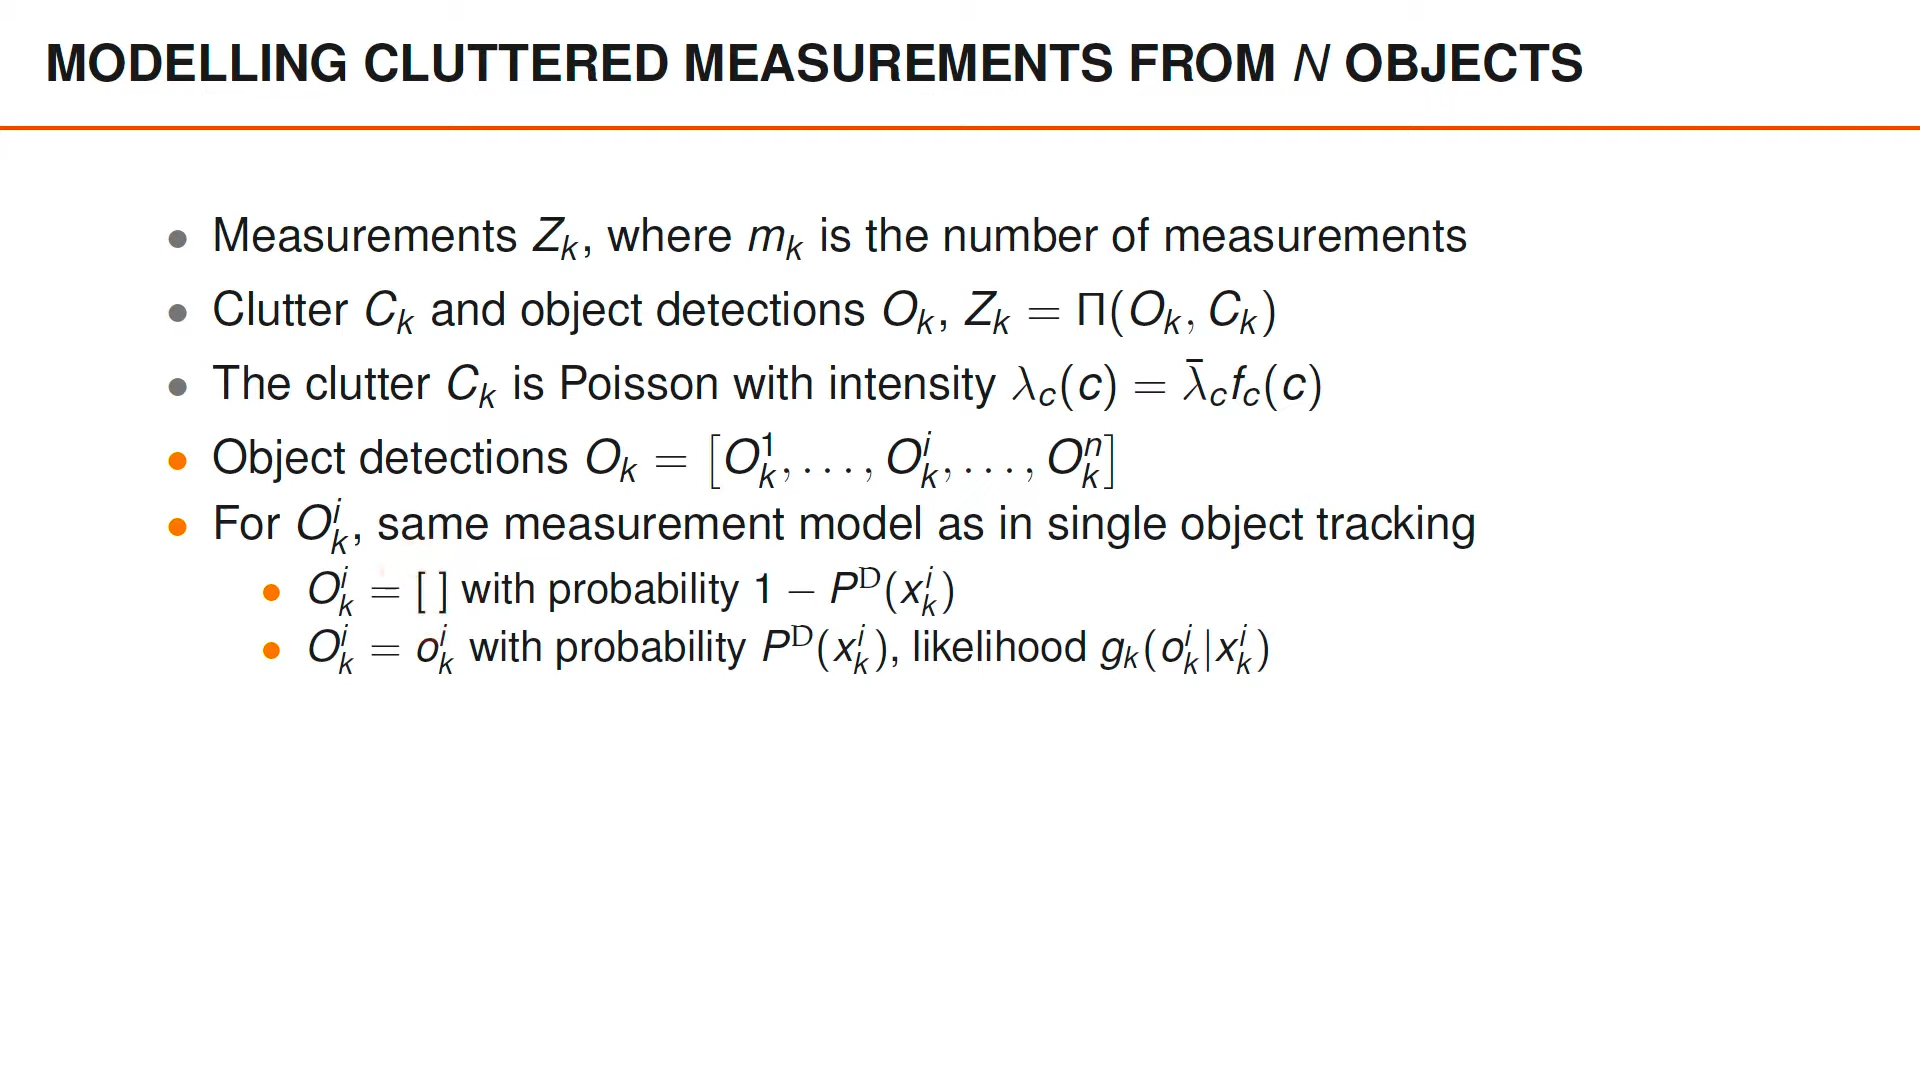 MODELLING CLUTTERED MEASUREMENTS FROM N OBJECTS
• Measurements Z_k, where m_k is the number of measurements
• Clutter C_k and object detections O_k, Z_k = Π(O_k, C_k)
• The clutter C_k is Poisson with intensity λ_c(c) = λ̄_c f_c(c)
• Object detections O_k = [O_k^1, . . . , O_k^i, . . . , O_k^n]
• For O_k^i, same measurement model as in single object tracking
• O_k^i = [ ] with probability 1 − P^D(x_k^i)
• O_k^i = o_k^i with probability P^D(x_k^i), likelihood g_k(o_k^i|x_k^i)